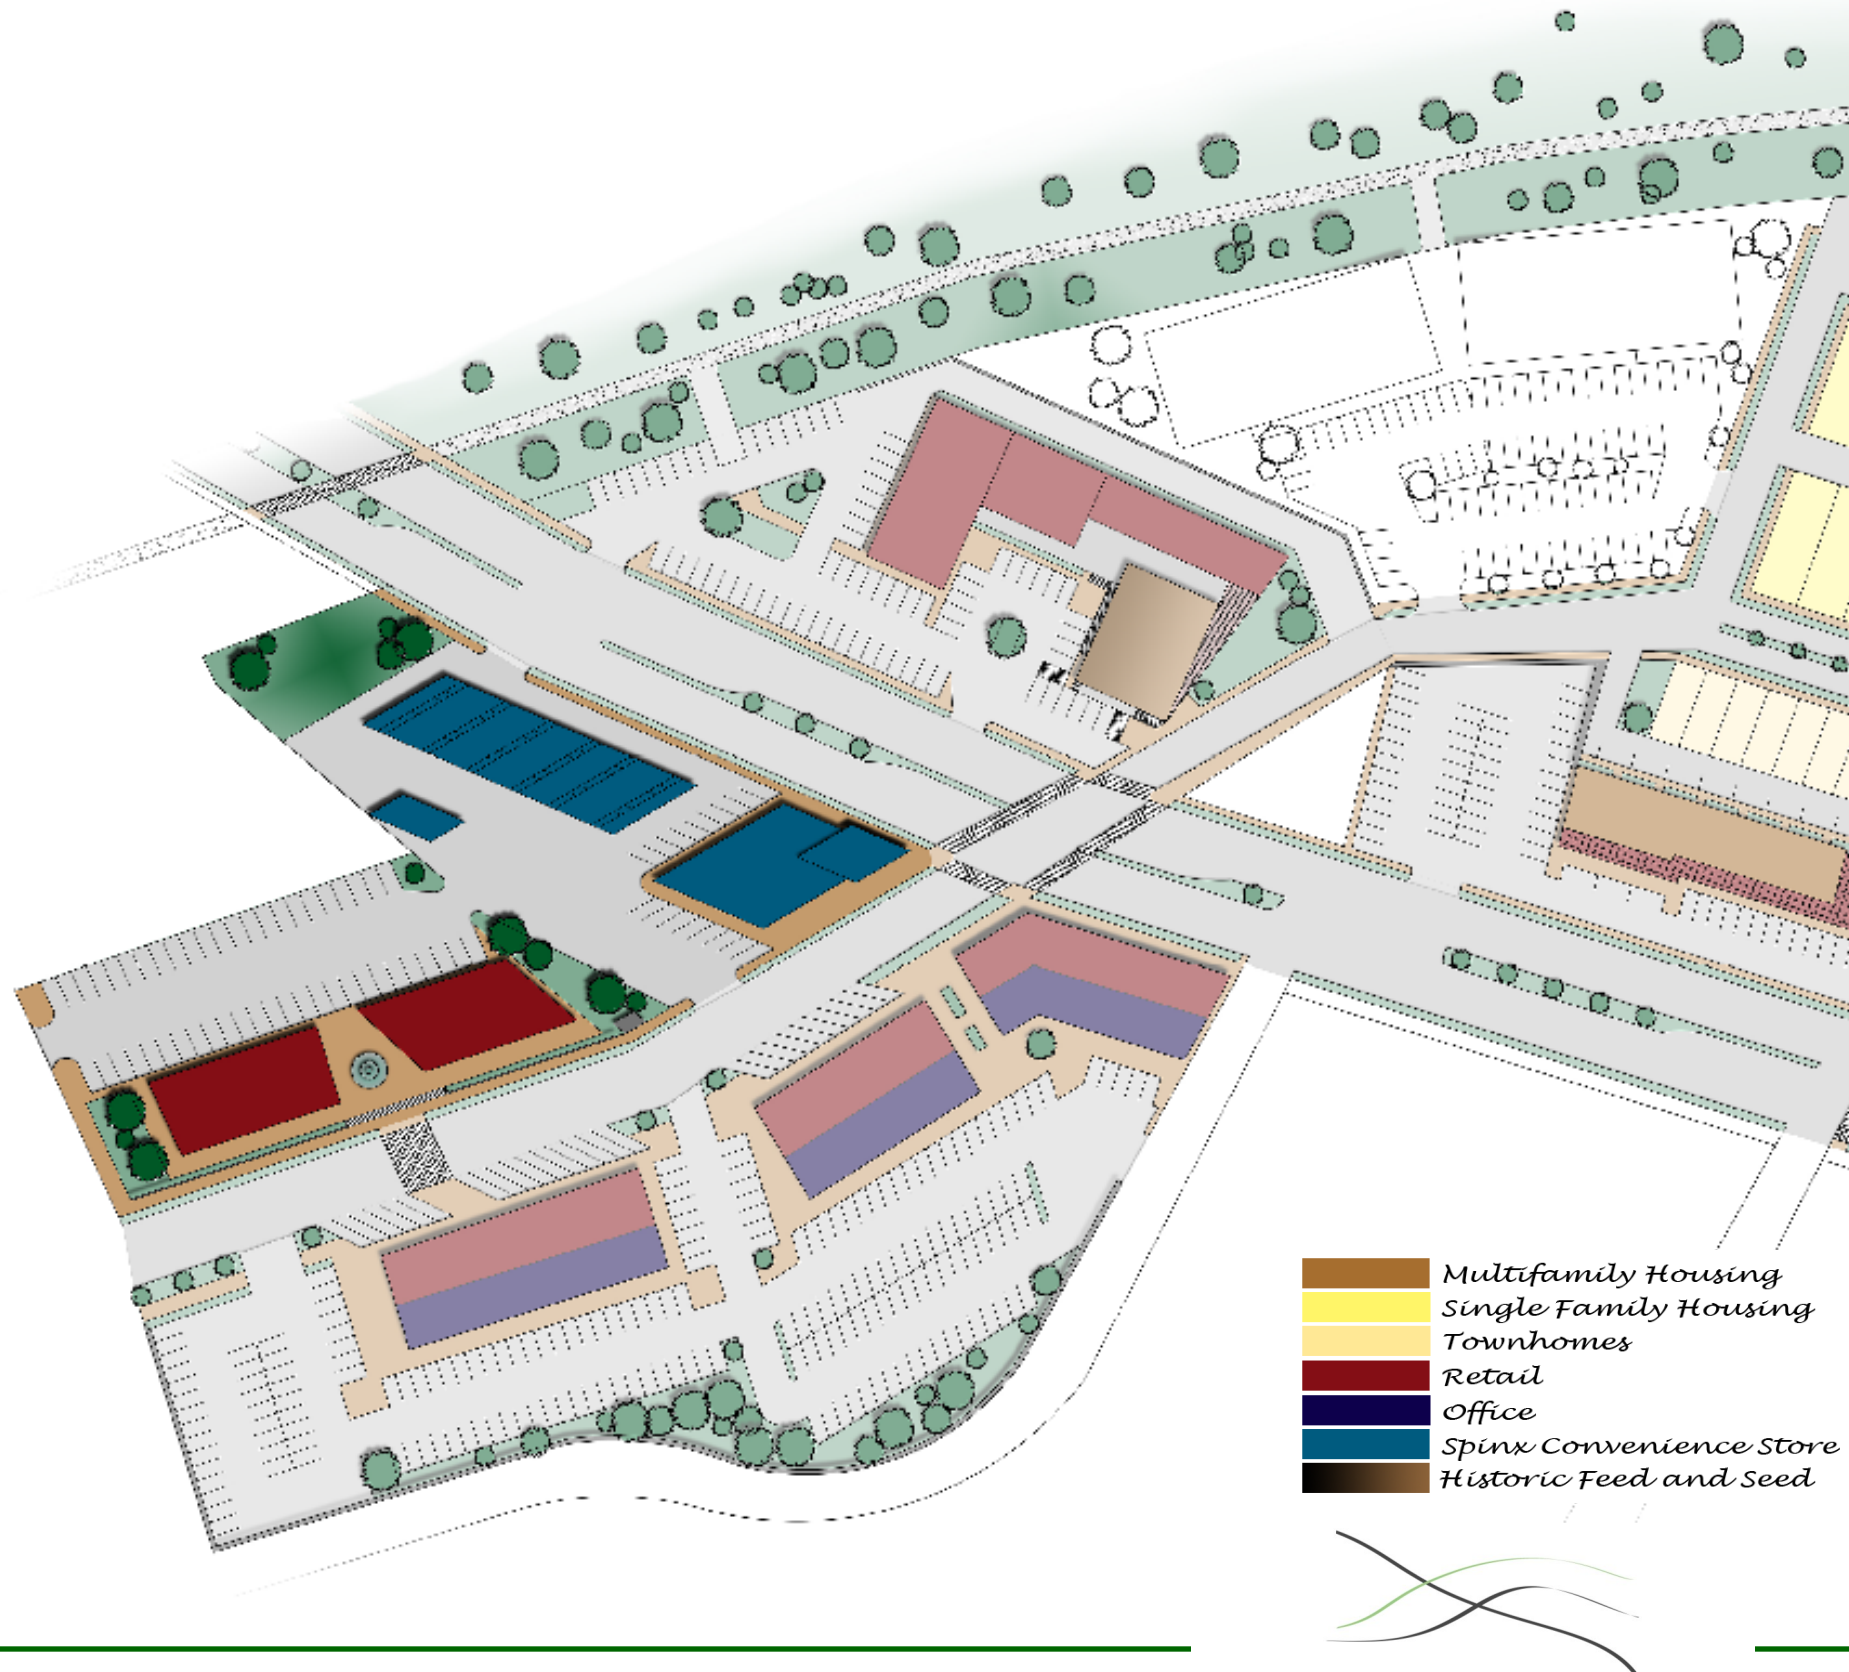 Multifamily Housing
Single Family Housing
Townhomes
Retail
Office
Spinx Convenience Store
Historic Feed and Seed